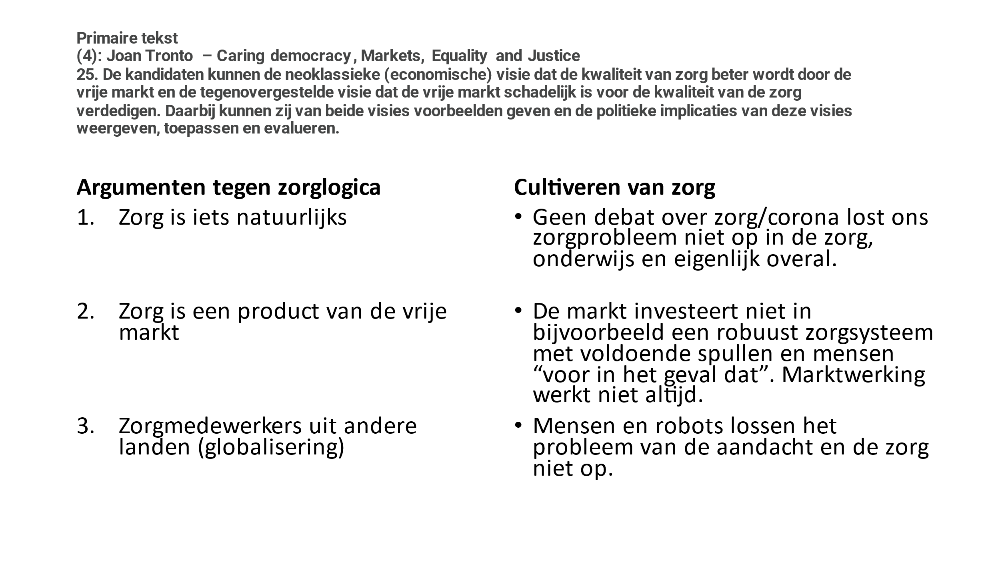 Primaire tekst
(4): Joan Tronto – Caring democracy, Markets, Equality and Justice
25. De kandidaten kunnen de neoklassieke (economische) visie dat de kwaliteit van zorg beter wordt door de
vrije markt en de tegenovergestelde visie dat de vrije markt schadelijk is voor de kwaliteit van de zorg
verdedigen. Daarbij kunnen zij van beide visies voorbeelden geven en de politieke implicaties van deze visies
weergeven, toepassen en evalueren.
Argumenten tegen zorglogica
1. Zorg is iets natuurlijks
2. Zorg is een product van de vrije
markt
3. Zorgmedewerkers uit andere
landen (globalisering)
Cultiveren van zorg
• Geen debat over zorg/corona lost ons
zorgprobleem niet op in de zorg,
onderwijs en eigenlijk overal.
• De markt investeert niet in
bijvoorbeeld een robuust zorgsysteem
met voldoende spullen en mensen
“voor in het geval dat”. Marktwerking
werkt niet altijd.
• Mensen en robots lossen het
probleem van de aandacht en de zorg
niet op.